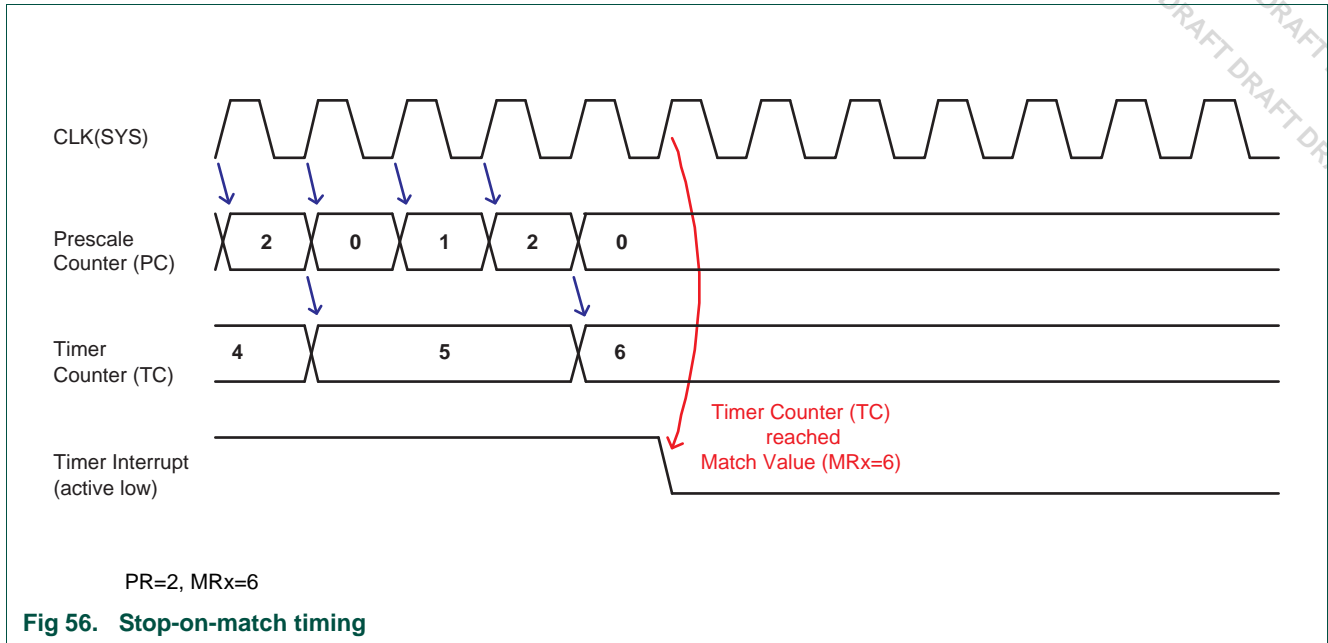 DRAFT DRAFT DRA
DRAFT DRAFT
CLK(SYS)
Prescale
Counter (PC)
2 0 1 2 0
Timer
Counter (TC)
4 5 6
Timer Counter (TC)
reached
Match Value (MRx=6)
Timer Interrupt
(active low)
PR=2, MRx=6
Fig 56. Stop-on-match timing